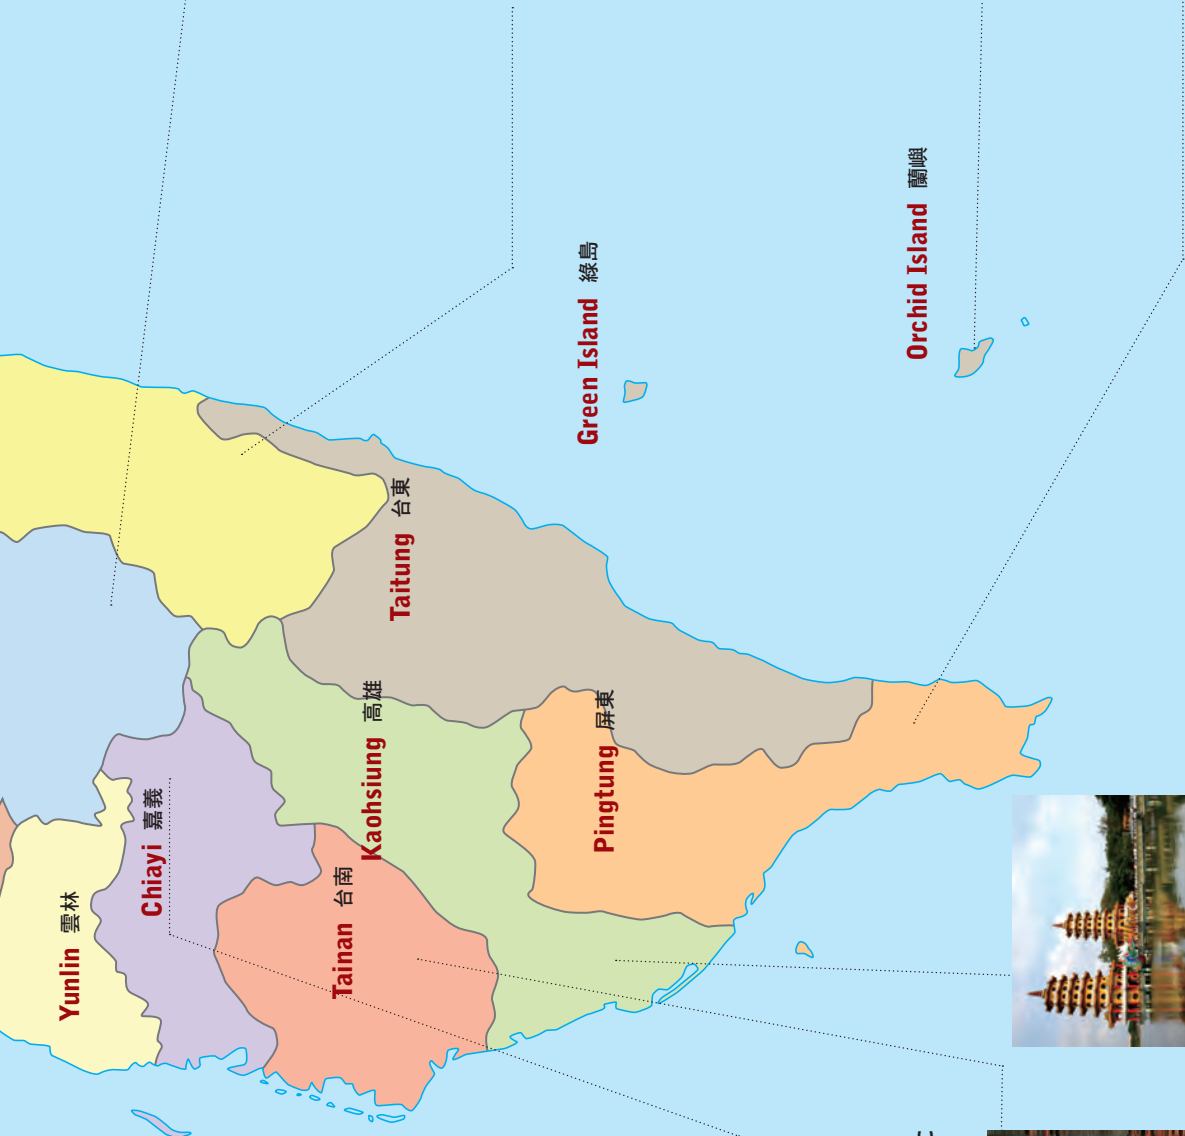 Yunlin 雲林
Chiayi 嘉義
Tainan 台南
Kaohsiung 高雄
Taitung 台東
Green Island 綠島
Pingtung 屏東
Orchid Island 蘭嶼